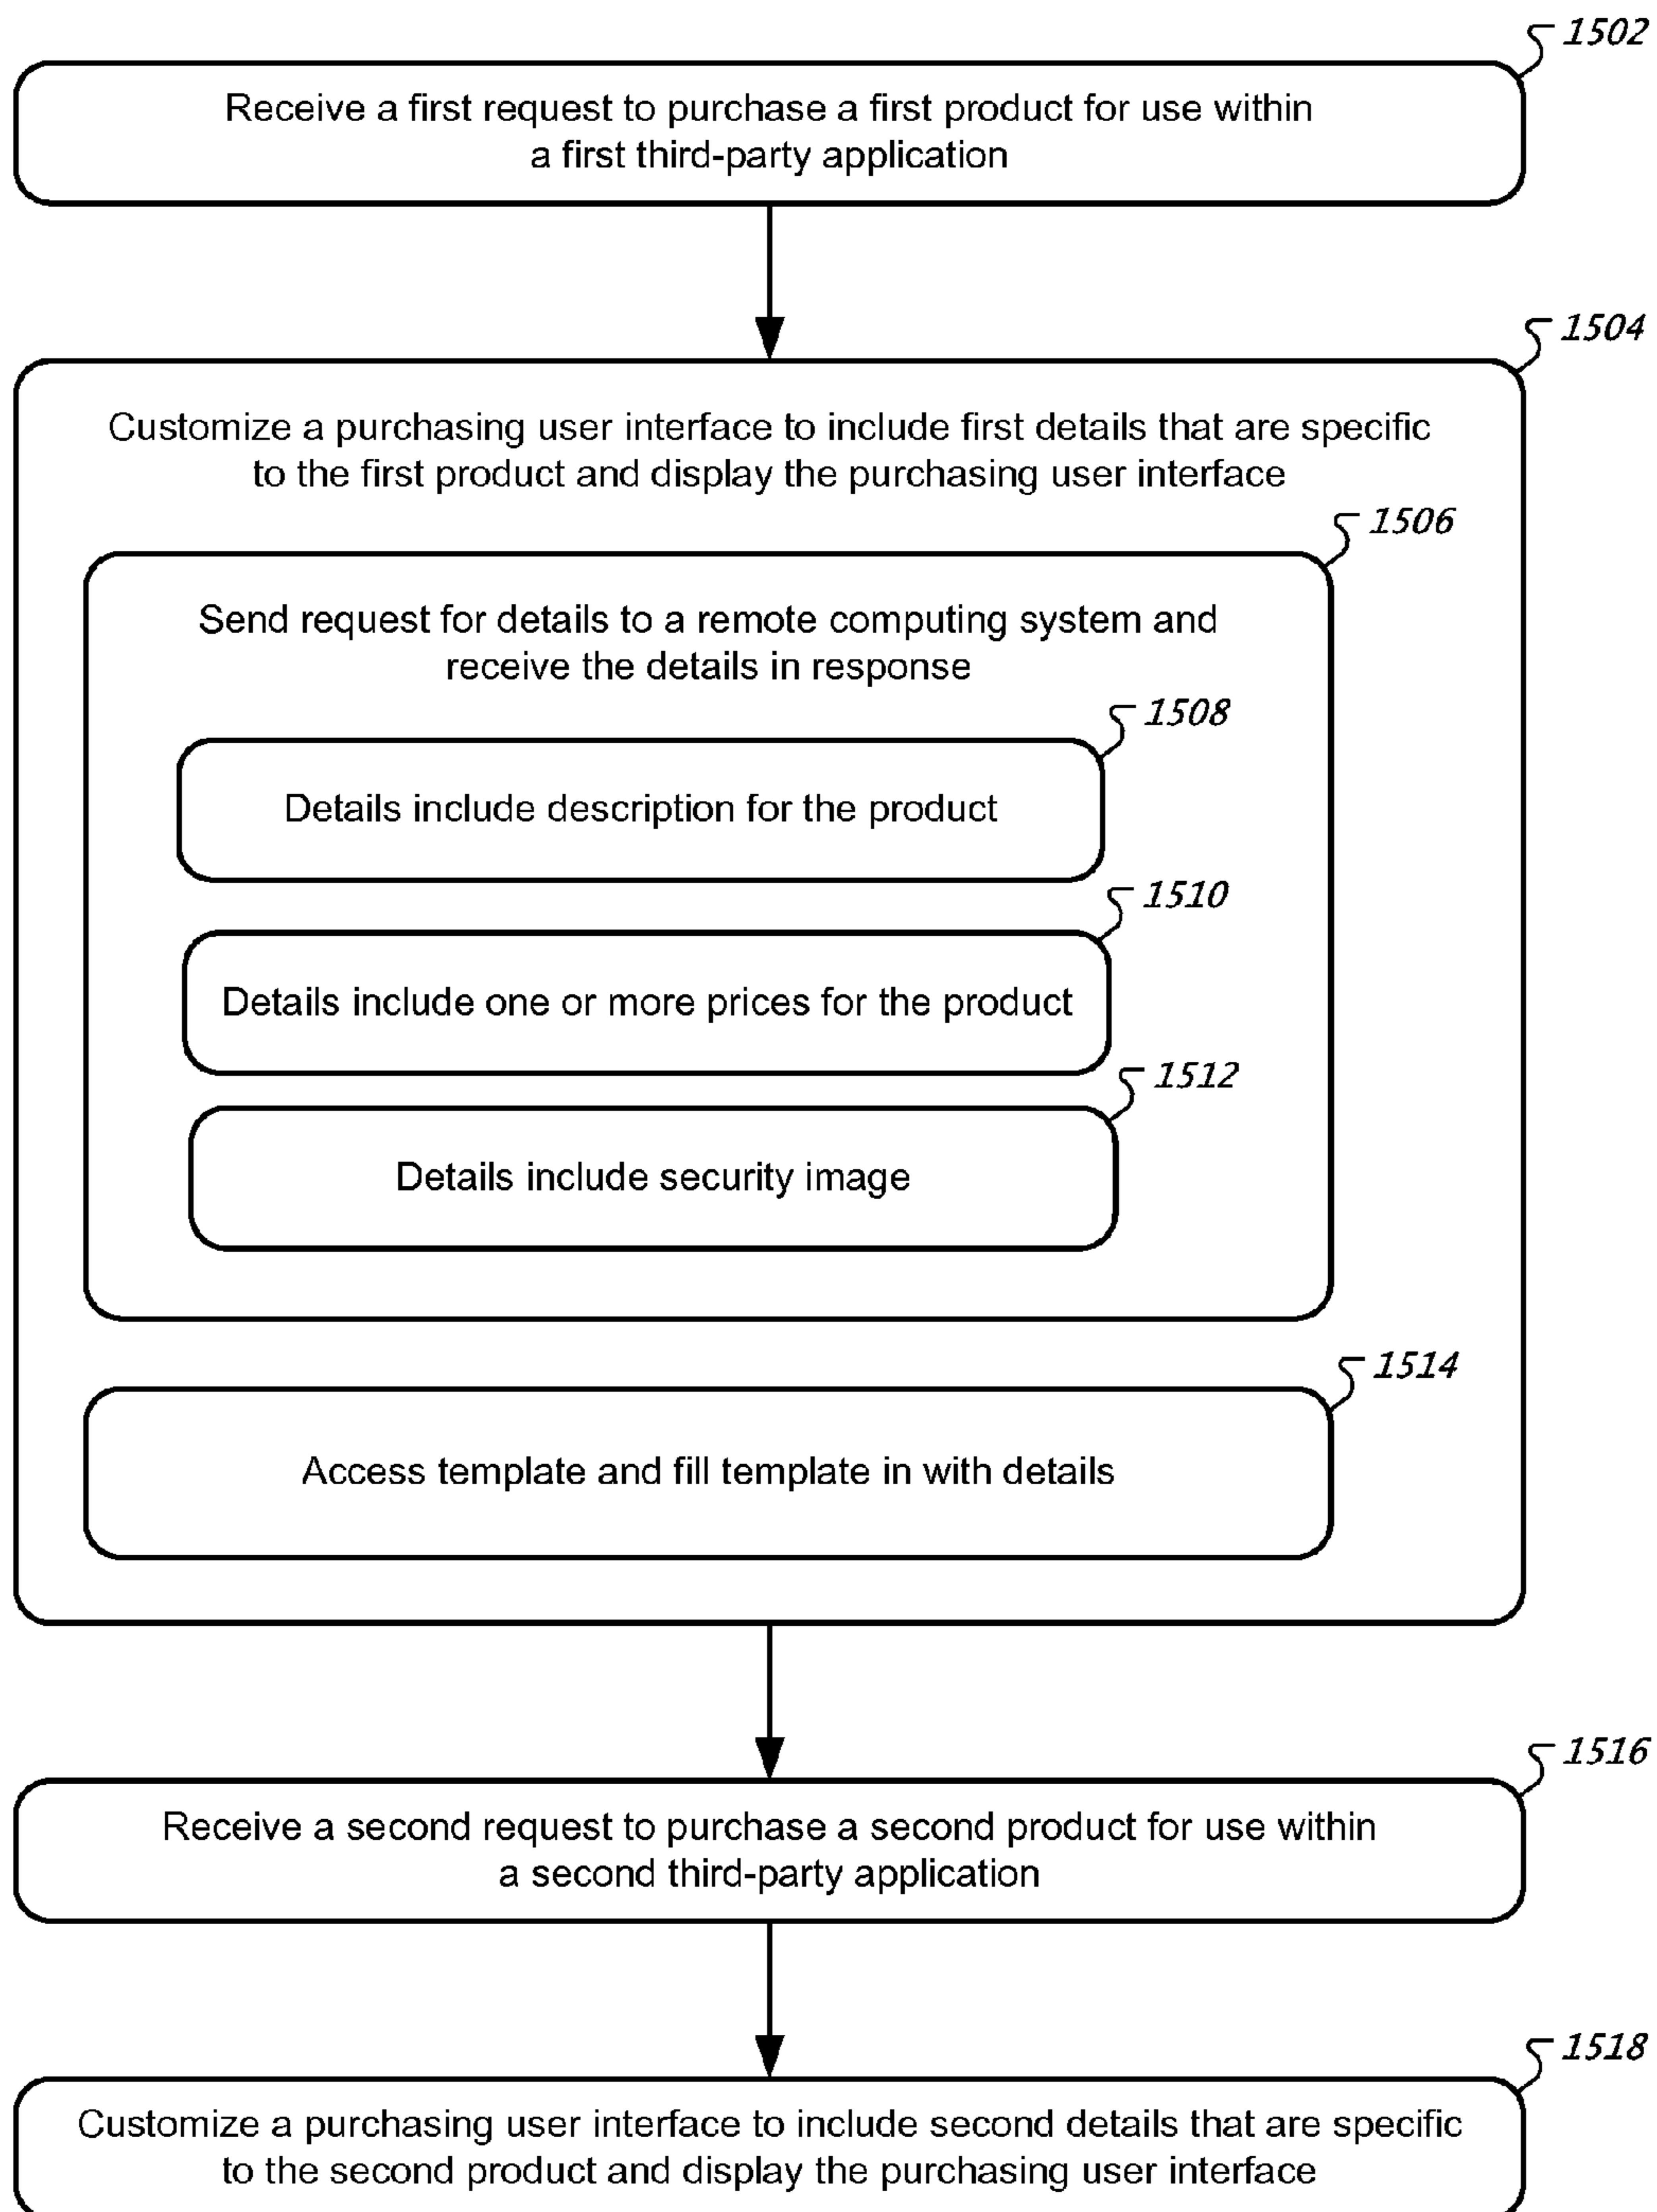 1502
Receive a first request to purchase a first product for use within
a first third-party application
1504
Customize a purchasing user interface to include first details that are specific
to the first product and display the purchasing user interface
1506
Send request for details to a remote computing system and
receive the details in response
1508
Details include description for the product
1510
Details include one or more prices for the product
1512
Details include security image
1514
Access template and fill template in with details
1516
Receive a second request to purchase a second product for use within
a second third-party application
1518
Customize a purchasing user interface to include second details that are specific
to the second product and display the purchasing user interface